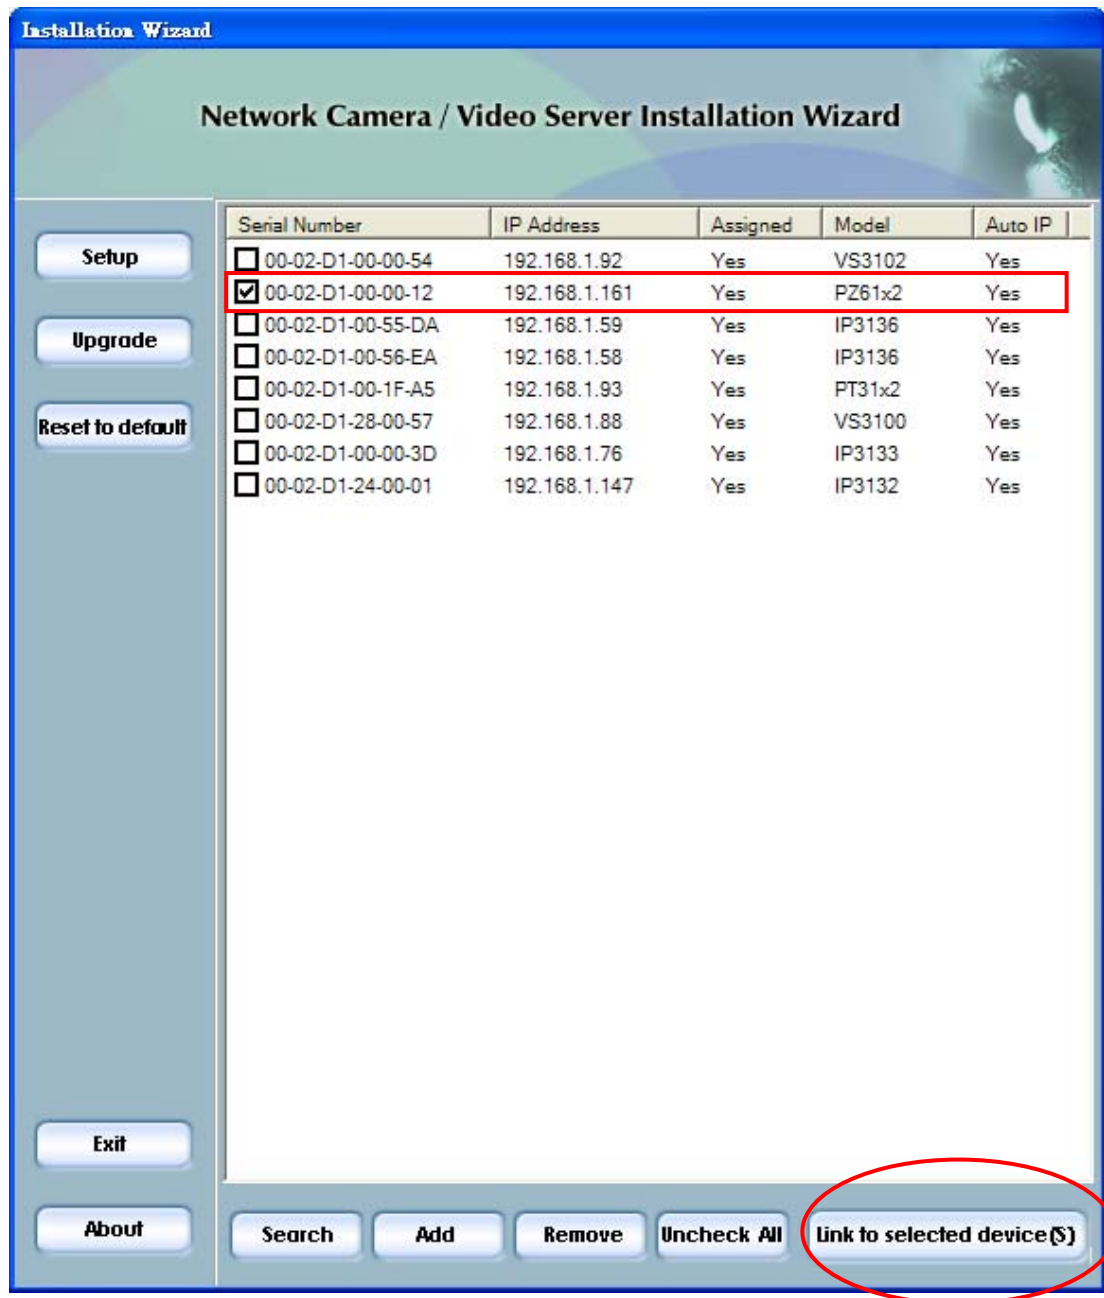 Installation Wizard
Network Camera / Video Server Installation Wizard
Serial Number IP Address Assigned Model Auto IP
00-02-D1-00-00-54 192.168.1.92 Yes VS3102 Yes
00-02-D1-00-00-12 192.168.1.161 Yes PZ61x2 Yes
00-02-D1-00-55-DA 192.168.1.59 Yes IP3136 Yes
00-02-D1-00-56-EA 192.168.1.58 Yes IP3136 Yes
00-02-D1-00-1F-A5 192.168.1.93 Yes PT31x2 Yes
00-02-D1-28-00-57 192.168.1.88 Yes VS3100 Yes
00-02-D1-00-00-3D 192.168.1.76 Yes IP3133 Yes
00-02-D1-24-00-01 192.168.1.147 Yes IP3132 Yes
Setup
Upgrade
Reset to default
Exit
About
Search Add Remove Uncheck All Link to selected device(S)